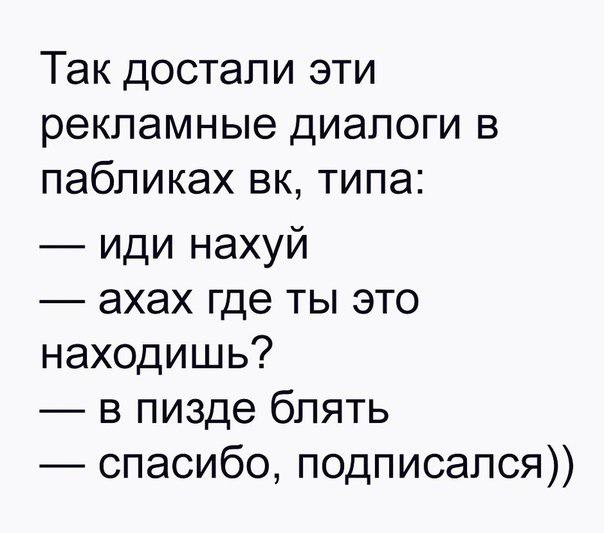 Так достали эти
рекламные диалоги в
пабликах вк, типа:
— иди нахуй
— ахах где ты это
находишь?
— в пизде блять
— спасибо, подписался))